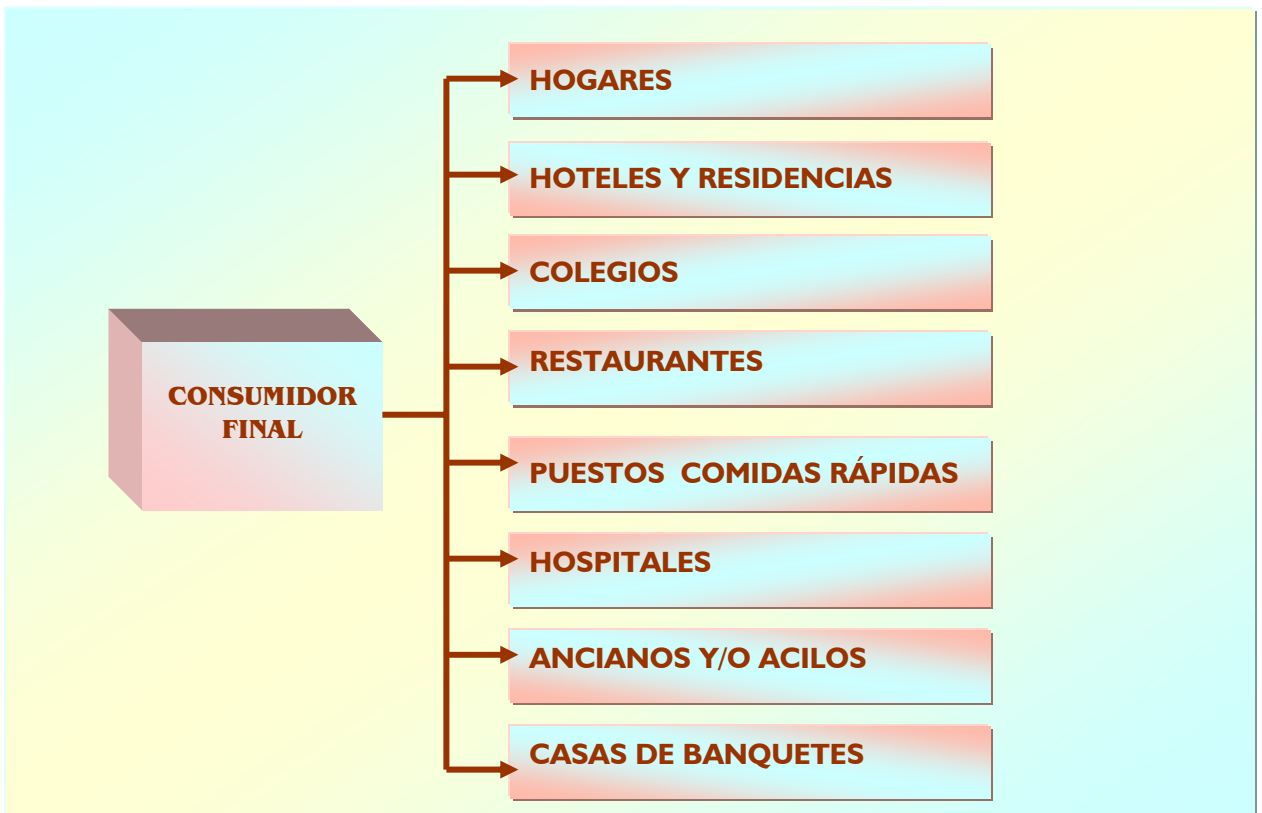 HOGARES
HOTELES Y RESIDENCIAS
COLEGIOS
RESTAURANTES
CONSUMIDOR
FINAL
PUESTOS  COMIDAS RÁPIDAS
HOSPITALES
ANCIANOS Y/O ACILOS
CASAS DE BANQUETES